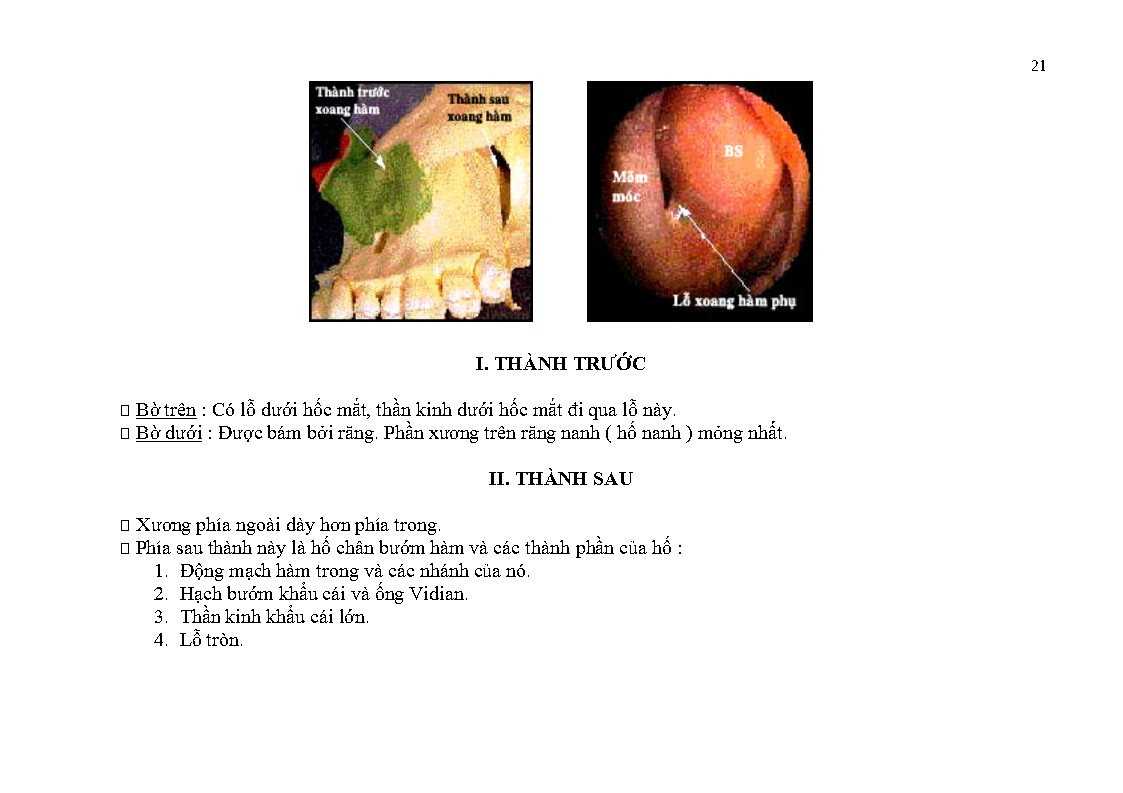 21
Thành trước
xoang hàm
Thành sau
xoang hàm
BS
Mõm
móc
Lỗ xoang hàm phụ
I. THÀNH TRƯỚC
Bờ trên : Có lỗ dưới hốc mắt, thần kinh dưới hốc mắt đi qua lỗ này.
Bờ dưới : Được bám bởi răng. Phần xương trên răng nanh ( hố nanh ) mỏng nhất.
II. THÀNH SAU
Xương phía ngoài dày hơn phía trong.
Phía sau thành này là hố chân bướm hàm và các thành phần của hố :
1. Động mạch hàm trong và các nhánh của nó.
2. Hạch bướm khẩu cái và ống Vidian.
3. Thần kinh khẩu cái lớn.
4. Lỗ tròn.